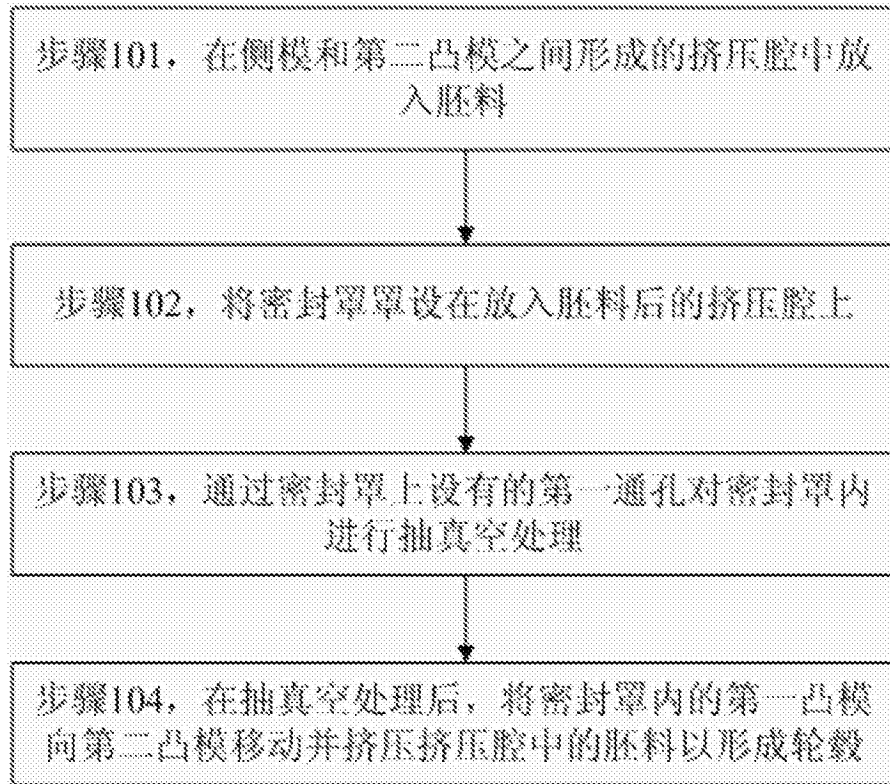 步骤101，在侧模和第二凸模之间形成的挤压腔中放
入胚料
步骤102，将密封罩罩设在放入胚料后的挤压腔上
步骤103，通过密封罩上设有的第一通孔对密封罩内
进行抽真空处理
步骤104，在抽真空处理后，将密封罩内的第一凸模
向第二凸模移动并挤压挤压腔中的胚料以形成轮毂